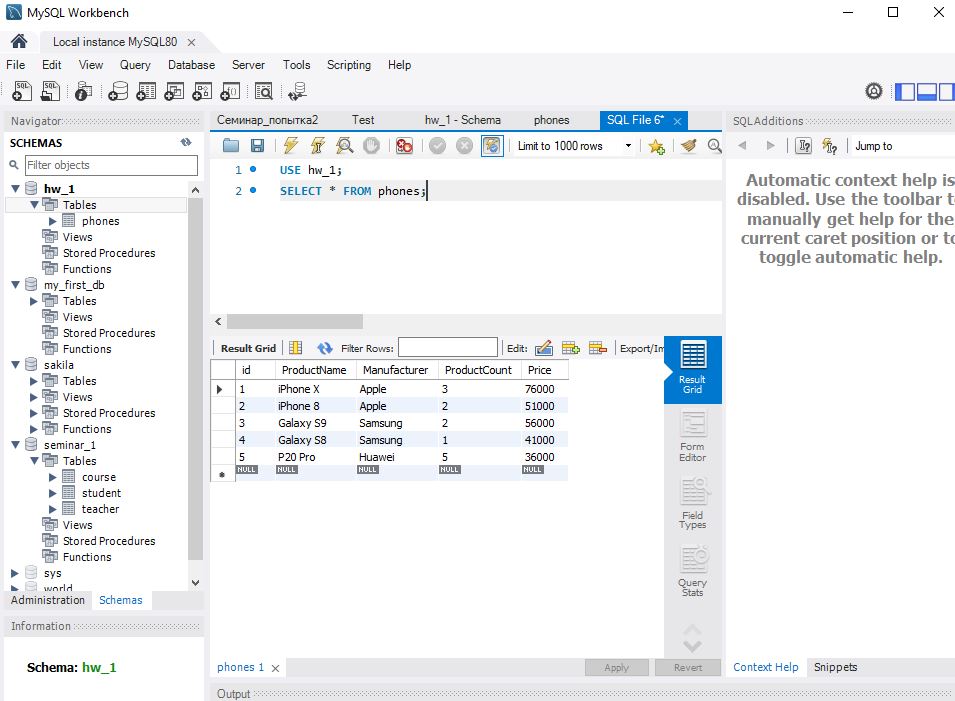 MySQL Workbench
Local instance MySQL80
File Edit View Query Database Server Tools Scripting Help
Navigator
SCHEMAS
Filter objects
hw_1
Tables
phones
Views
Stored Procedures
Functions
my_first_db
Tables
Views
Stored Procedures
Functions
sakila
Tables
Views
Stored Procedures
Functions
seminar_1
Tables
course
student
teacher
Views
Stored Procedures
Functions
sys
world
Administration Schemas
Information
Schema: hw_1
Семинар_попытка2 Test hw_1 - Schema phones SQL File 6*
Limit to 1000 rows
1 USE hw_1;
2 SELECT * FROM phones;
Result Grid Filter Rows: Edit: Export/Im
id ProductName Manufacturer ProductCount Price
1 iPhone X Apple 3 76000
2 iPhone 8 Apple 2 51000
3 Galaxy S9 Samsung 2 56000
4 Galaxy S8 Samsung 1 41000
5 P20 Pro Huawei 5 36000
NULL NULL NULL NULL NULL
Result
Grid
Form
Editor
Field
Types
Query
Stats
phones 1 Apply Revert
Output
SQLAdditions
Jump to
Automatic context help is
disabled. Use the toolbar t
manually get help for the
current caret position or to
toggle automatic help.
Context Help Snippets